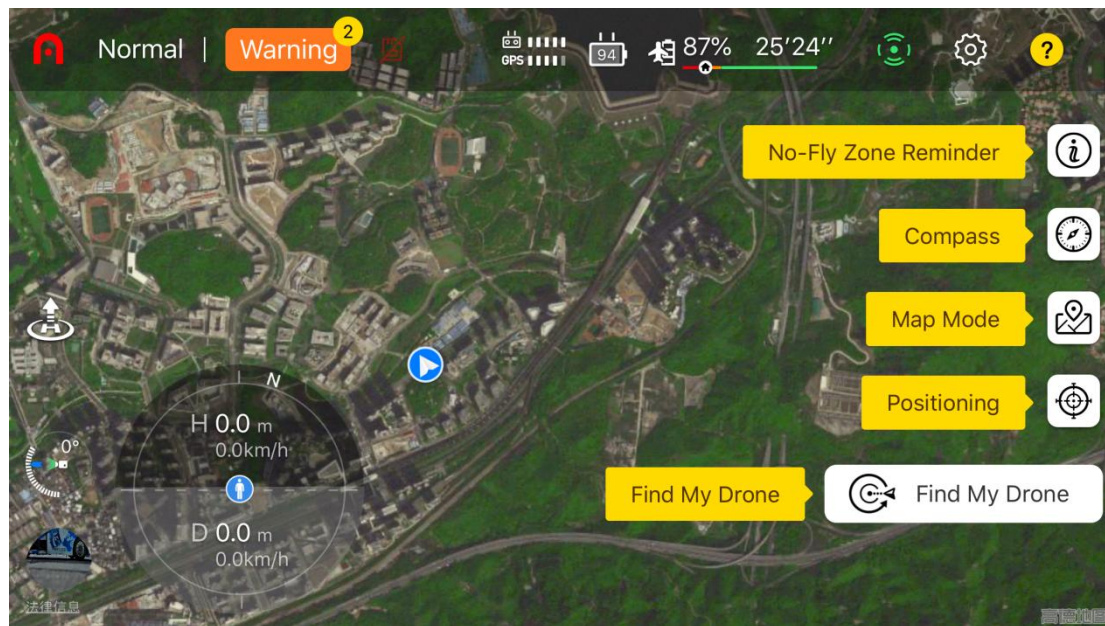 Normal | Warning 2
GPS
94
87% 25'24''
?
No-Fly Zone Reminder
Compass
Map Mode
Positioning
Find My Drone
Find My Drone
N
H 0.0 m
0.0km/h
D 0.0 m
0.0km/h
0°
法律信息
高德地图